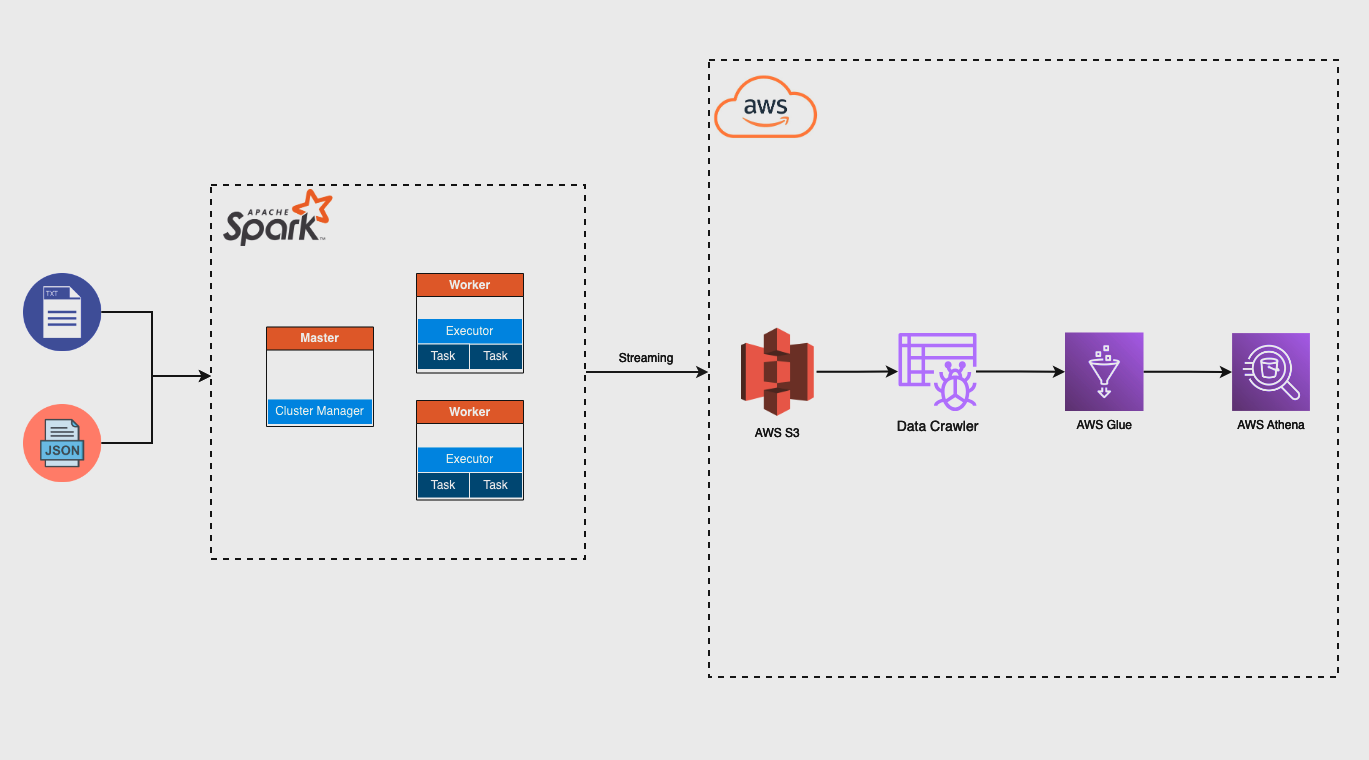 aws
APACHE
Spark
TXT
JSON
Master
Cluster Manager
Worker
Executor
Task Task
Worker
Executor
Task Task
Streaming
AWS S3
Data Crawler
AWS Glue
AWS Athena